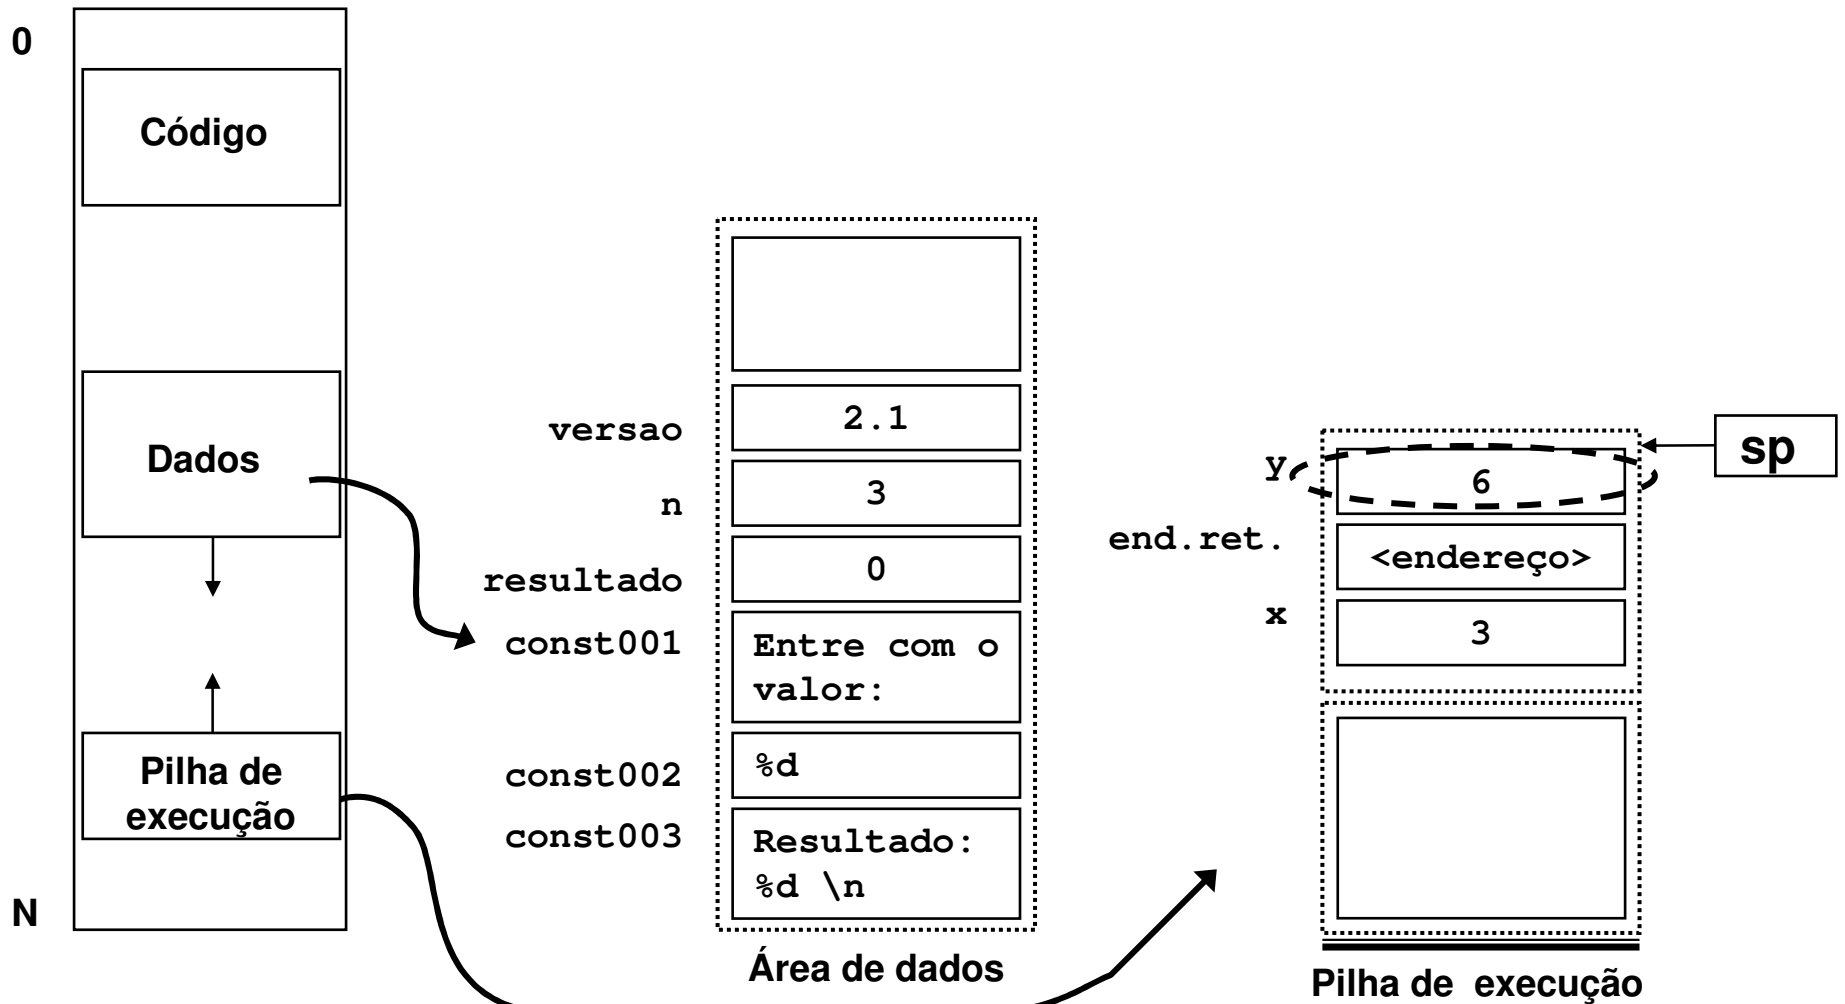 0
Código
Dados
Pilha de
execução
N
versao
2.1
n
3
resultado
0
const001
Entre com o
valor:
const002
%d
const003
Resultado:
%d \n
Área de dados
sp
y
6
end.ret.
<endereço>
x
3
Pilha de execução